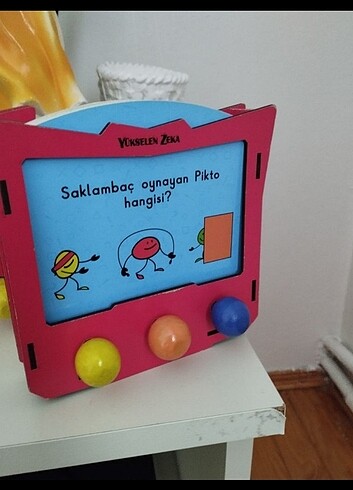 YÜKSELEN ZEKA
Saklambaç oynayan Pikto
hangisi?